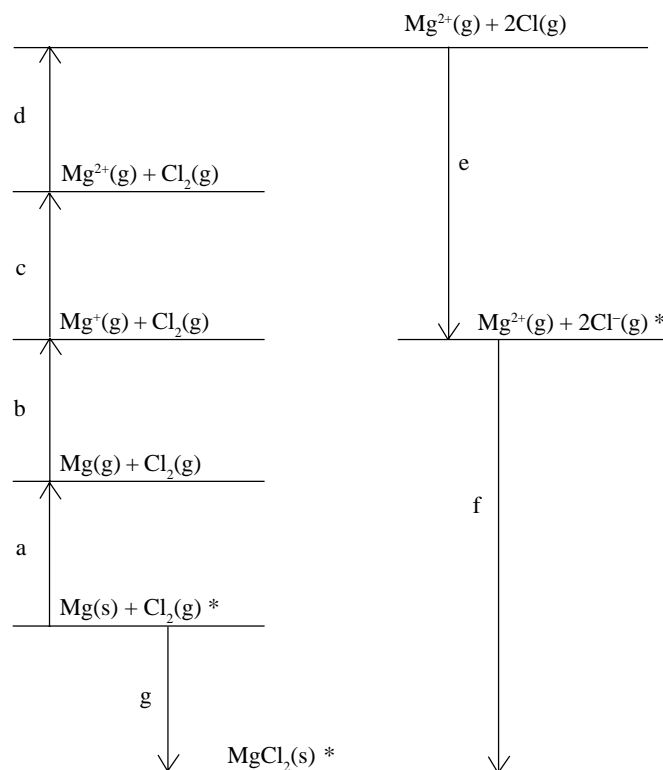 Mg²⁺(g) + 2Cl(g)
d
Mg²⁺(g) + Cl₂(g)
e
c
Mg⁺(g) + Cl₂(g)
Mg²⁺(g) + 2Cl⁻(g) *
b
Mg(g) + Cl₂(g)
f
a
Mg(s) + Cl₂(g) *
g
MgCl₂(s) *